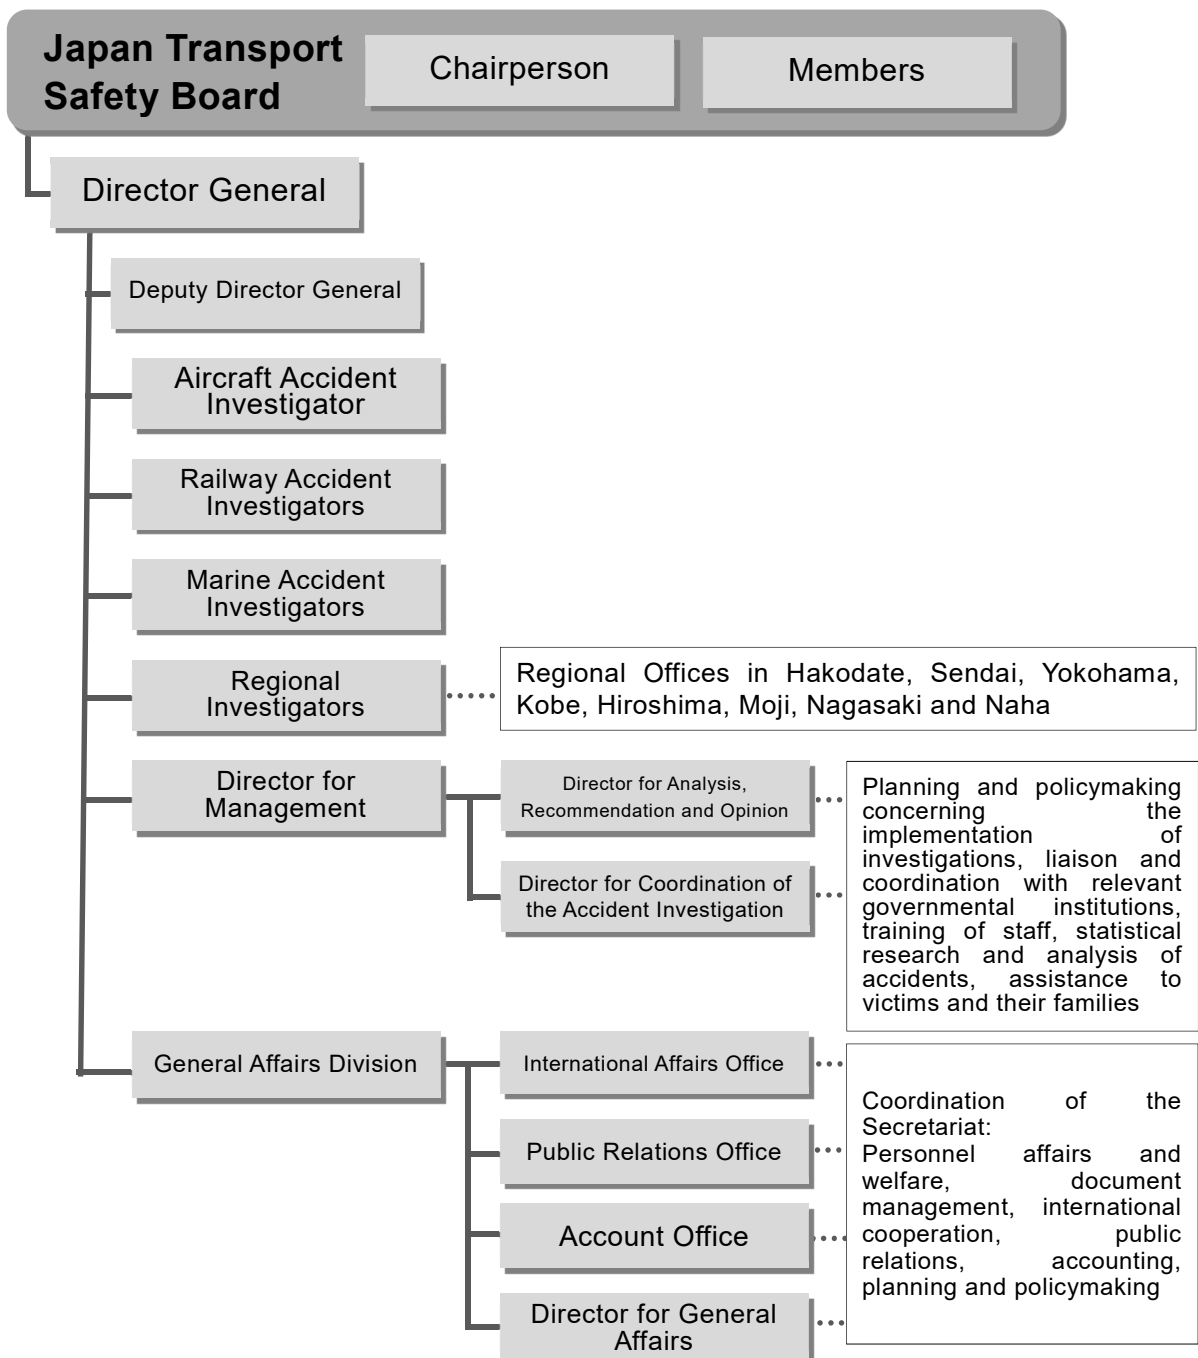 Japan Transport
Safety Board
Chairperson
Members
Director General
Deputy Director General
Aircraft Accident
Investigator
Railway Accident
Investigators
Marine Accident
Investigators
Regional
Investigators
Regional Offices in Hakodate, Sendai, Yokohama,
Kobe, Hiroshima, Moji, Nagasaki and Naha
Director for
Management
Director for Analysis,
Recommendation and Opinion
Director for Coordination of
the Accident Investigation
Planning and policymaking
concerning the
implementation of
investigations, liaison and
coordination with relevant
governmental institutions,
training of staff, statistical
research and analysis of
accidents, assistance to
victims and their families
General Affairs Division
International Affairs Office
Public Relations Office
Account Office
Director for General
Affairs
Coordination of the
Secretariat:
Personnel affairs and
welfare, document
management, international
cooperation, public
relations, accounting,
planning and policymaking